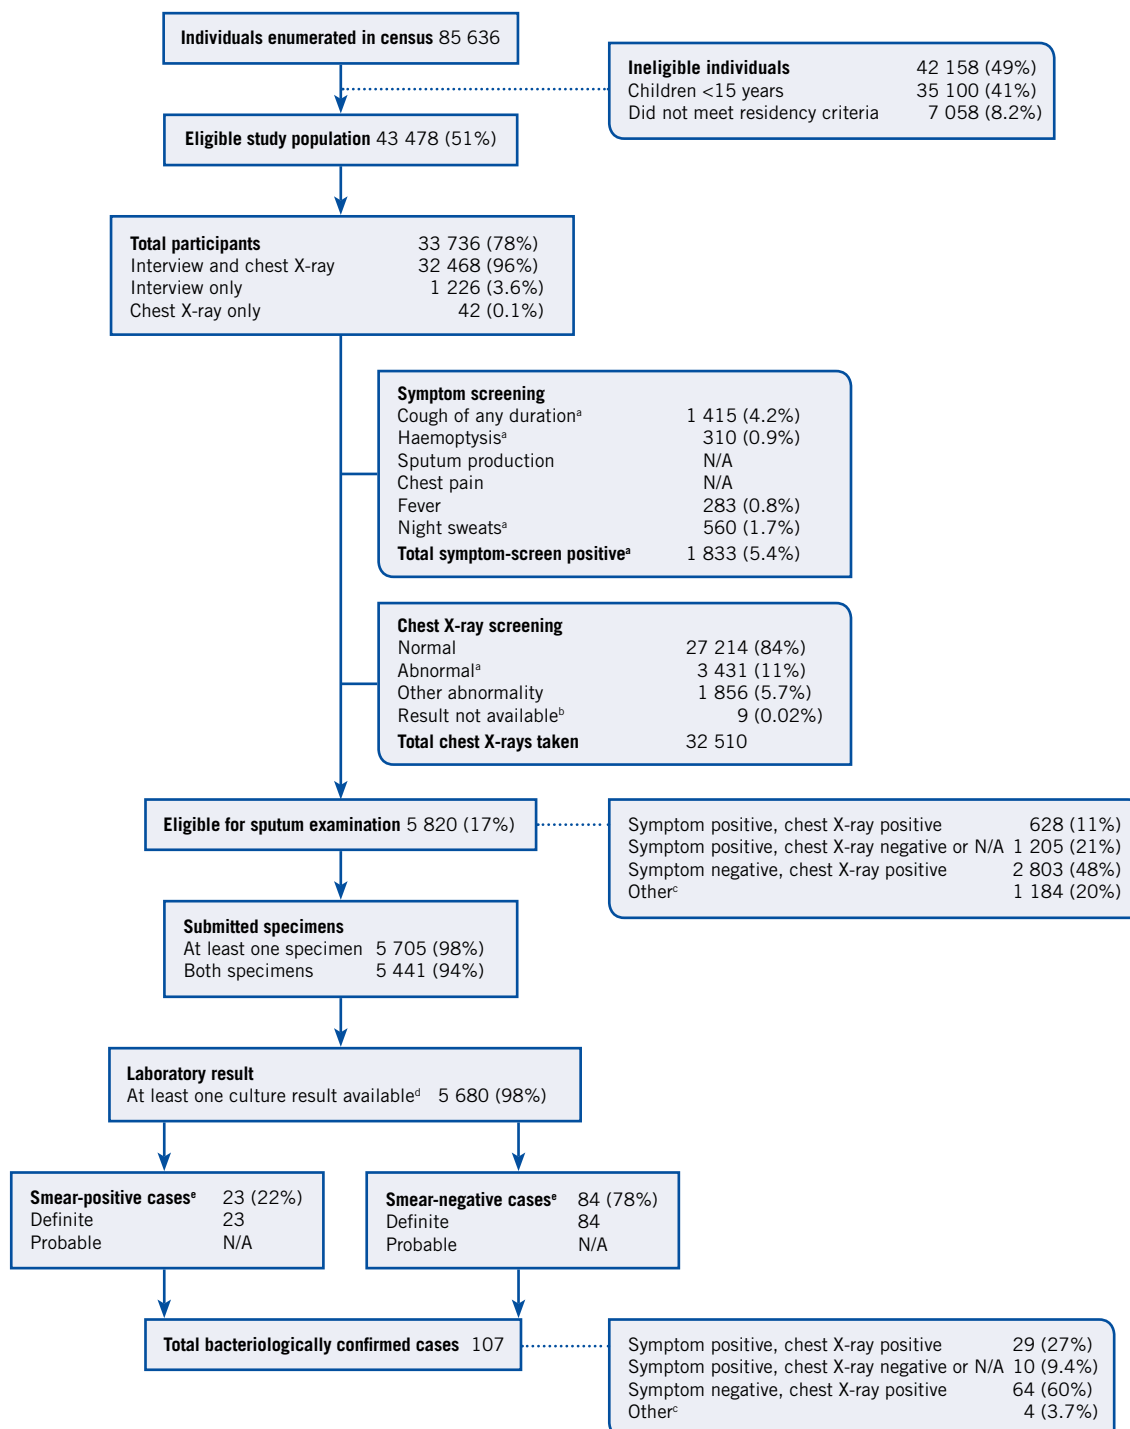 Individuals enumerated in census 85 636
Ineligible individuals 42 158 (49%)
Children <15 years 35 100 (41%)
Did not meet residency criteria 7 058 (8.2%)
Eligible study population 43 478 (51%)
Total participants 33 736 (78%)
Interview and chest X-ray 32 468 (96%)
Interview only 1 226 (3.6%)
Chest X-ray only 42 (0.1%)
Symptom screening
Cough of any durationᵃ 1 415 (4.2%)
Haemoptysisᵃ 310 (0.9%)
Sputum production N/A
Chest pain N/A
Fever 283 (0.8%)
Night sweatsᵃ 560 (1.7%)
Total symptom-screen positiveᵃ 1 833 (5.4%)
Chest X-ray screening
Normal 27 214 (84%)
Abnormalᵃ 3 431 (11%)
Other abnormality 1 856 (5.7%)
Result not availableᵇ 9 (0.02%)
Total chest X-rays taken 32 510
Eligible for sputum examination 5 820 (17%)
Symptom positive, chest X-ray positive 628 (11%)
Symptom positive, chest X-ray negative or N/A 1 205 (21%)
Symptom negative, chest X-ray positive 2 803 (48%)
Otherᶜ 1 184 (20%)
Submitted specimens
At least one specimen 5 705 (98%)
Both specimens 5 441 (94%)
Laboratory result
At least one culture result availableᵈ 5 680 (98%)
Smear-positive casesᵉ 23 (22%)
Definite 23
Probable N/A
Smear-negative casesᵉ 84 (78%)
Definite 84
Probable N/A
Total bacteriologically confirmed cases 107
Symptom positive, chest X-ray positive 29 (27%)
Symptom positive, chest X-ray negative or N/A 10 (9.4%)
Symptom negative, chest X-ray positive 64 (60%)
Otherᶜ 4 (3.7%)